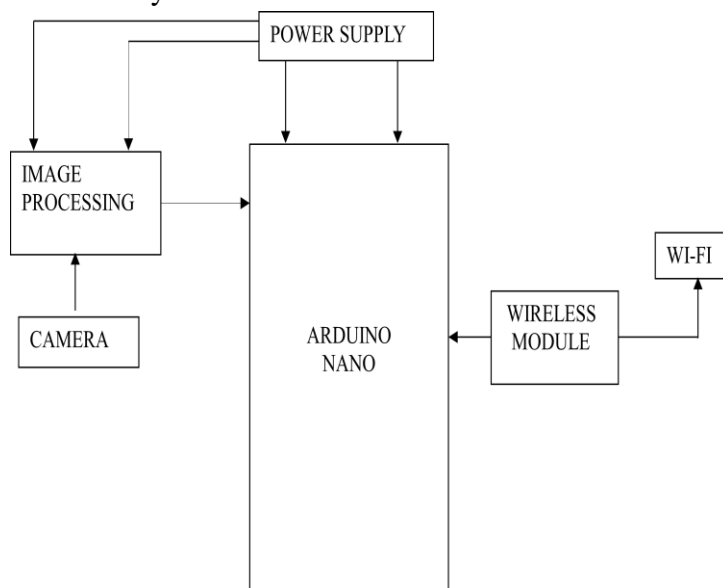 POWER SUPPLY
IMAGE
PROCESSING
WI-FI
WIRELESS
MODULE
CAMERA
ARDUINO
NANO